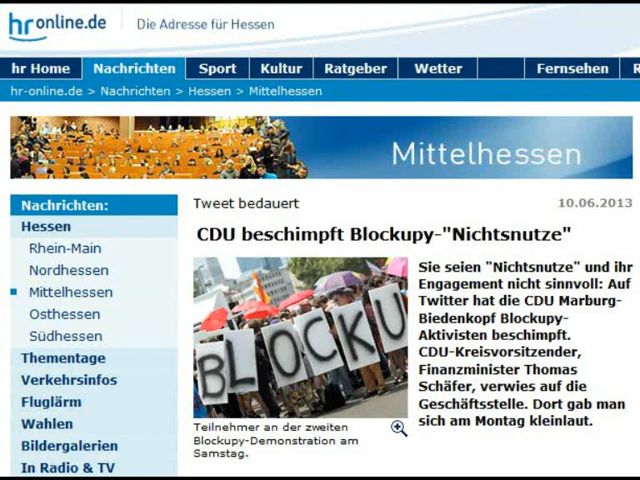 hr online.de
Die Adresse für Hessen
hr Home Nachrichten Sport Kultur Ratgeber Wetter Fernsehen R
hr-online.de > Nachrichten > Hessen > Mittelhessen
Mittelhessen
Nachrichten:
Hessen
Rhein-Main
Nordhessen
Mittelhessen
Osthessen
Südhessen
Thementage
Verkehrsinfos
Fluglärm
Wahlen
Bildergalerien
In Radio & TV
Tweet bedauert
10.06.2013
CDU beschimpft Blockupy-"Nichtsnutze"
BLOCKU
Teilnehmer an der zweiten
Blockupy-Demonstration am
Samstag.
Sie seien "Nichtsnutze" und ihr
Engagement nicht sinnvoll: Auf
Twitter hat die CDU Marburg-
Biedenkopf Blockupy-
Aktivisten beschimpft.
CDU-Kreisvorsitzender,
Finanzminister Thomas
Schäfer, verwies auf die
Geschäftsstelle. Dort gab man
sich am Montag kleinlaut.